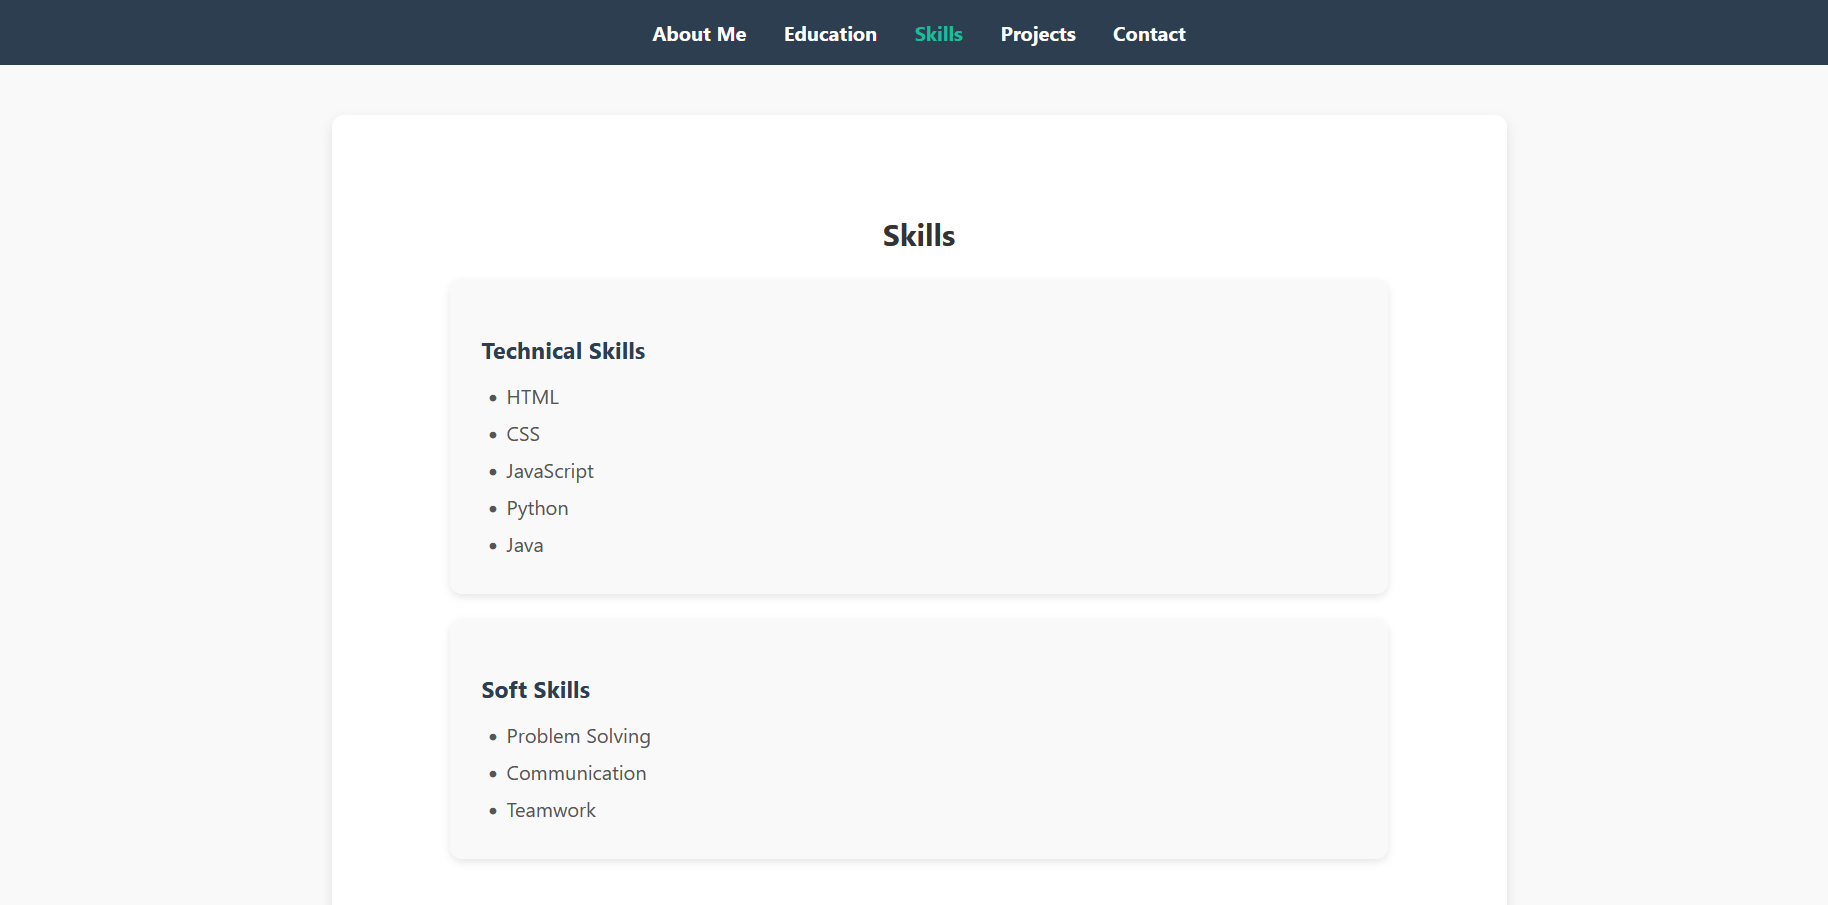 About Me Education Skills Projects Contact
Skills
Technical Skills
• HTML
• CSS
• JavaScript
• Python
• Java
Soft Skills
• Problem Solving
• Communication
• Teamwork